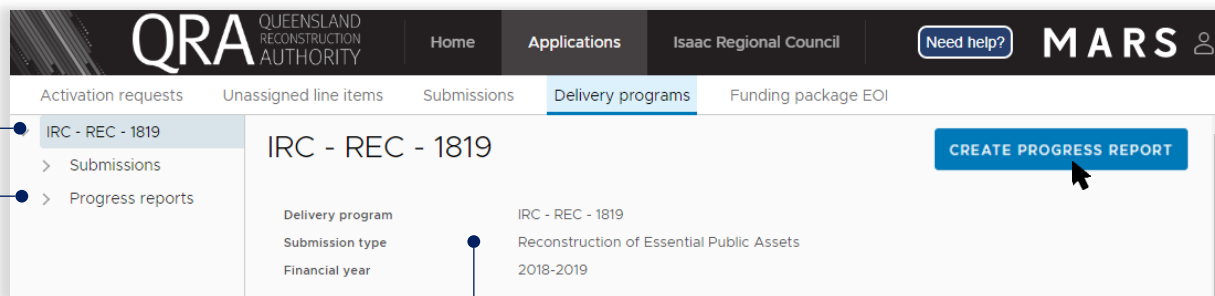 QRA QUEENSLAND
RECONSTRUCTION
AUTHORITY
Home Applications Isaac Regional Council Need help? MARS
Activation requests Unassigned line items Submissions Delivery programs Funding package EOI
IRC - REC - 1819
Submissions
Progress reports
IRC - REC - 1819
CREATE PROGRESS REPORT
Delivery program IRC - REC - 1819
Submission type Reconstruction of Essential Public Assets
Financial year 2018-2019